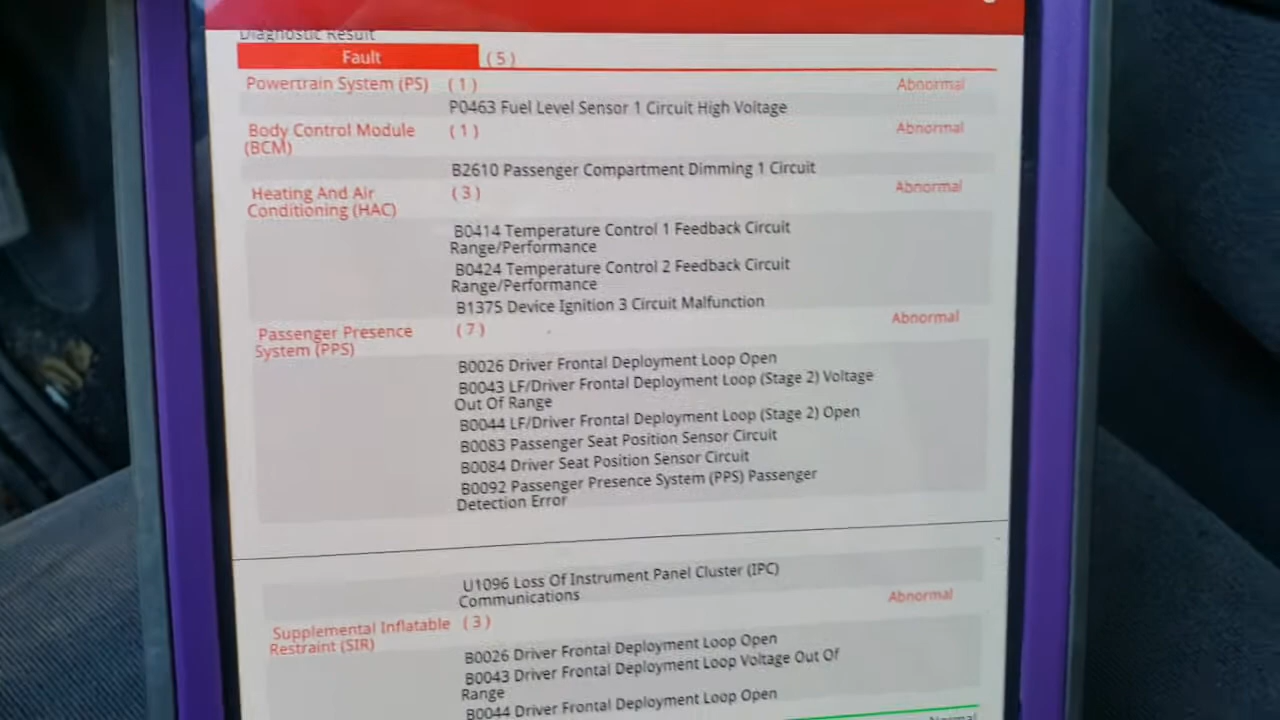 Diagnostic Result
Fault (5)
Powertrain System (PS) (1) Abnormal
P0463 Fuel Level Sensor 1 Circuit High Voltage
Body Control Module (1) Abnormal
(BCM)
B2610 Passenger Compartment Dimming 1 Circuit
Heating And Air (3) Abnormal
Conditioning (HAC)
B0414 Temperature Control 1 Feedback Circuit
Range/Performance
B0424 Temperature Control 2 Feedback Circuit
Range/Performance
B1375 Device Ignition 3 Circuit Malfunction
Passenger Presence (7) Abnormal
System (PPS)
B0026 Driver Frontal Deployment Loop Open
B0043 LF/Driver Frontal Deployment Loop (Stage 2) Voltage
Out Of Range
B0044 LF/Driver Frontal Deployment Loop (Stage 2) Open
B0083 Passenger Seat Position Sensor Circuit
B0084 Driver Seat Position Sensor Circuit
B0092 Passenger Presence System (PPS) Passenger
Detection Error
U1096 Loss Of Instrument Panel Cluster (IPC)
Communications
Supplemental Inflatable (3) Abnormal
Restraint (SIR)
B0026 Driver Frontal Deployment Loop Open
B0043 Driver Frontal Deployment Loop Voltage Out Of
Range
B0044 Driver Frontal Deployment Loop Open
Normal